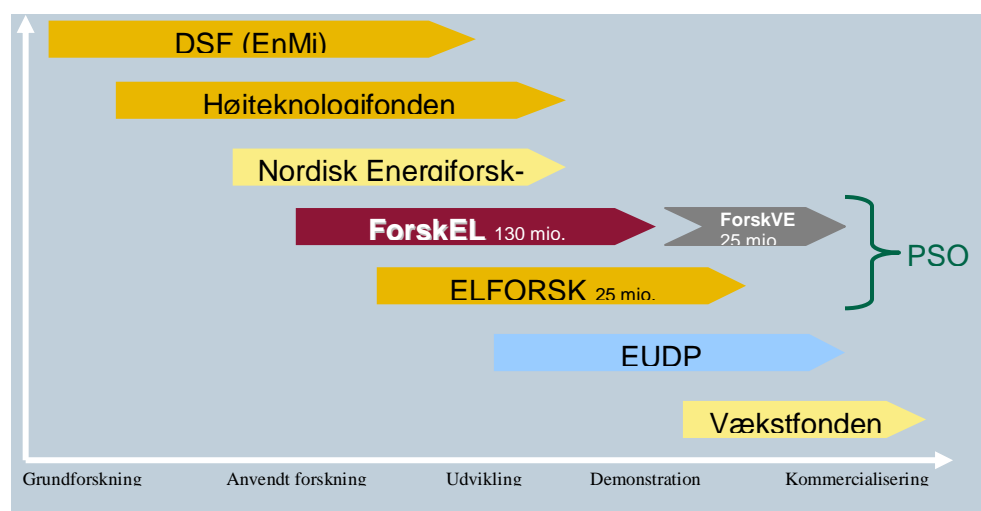 DSF (EnMi)
Højteknologifonden
Nordisk Energiforsk-
ForskEL 130 mio.
ForskVE
25 mio
PSO
ELFORSK 25 mio.
EUDP
Vækstfonden
Grundforskning
Anvendt forskning
Udvikling
Demonstration
Kommercialisering